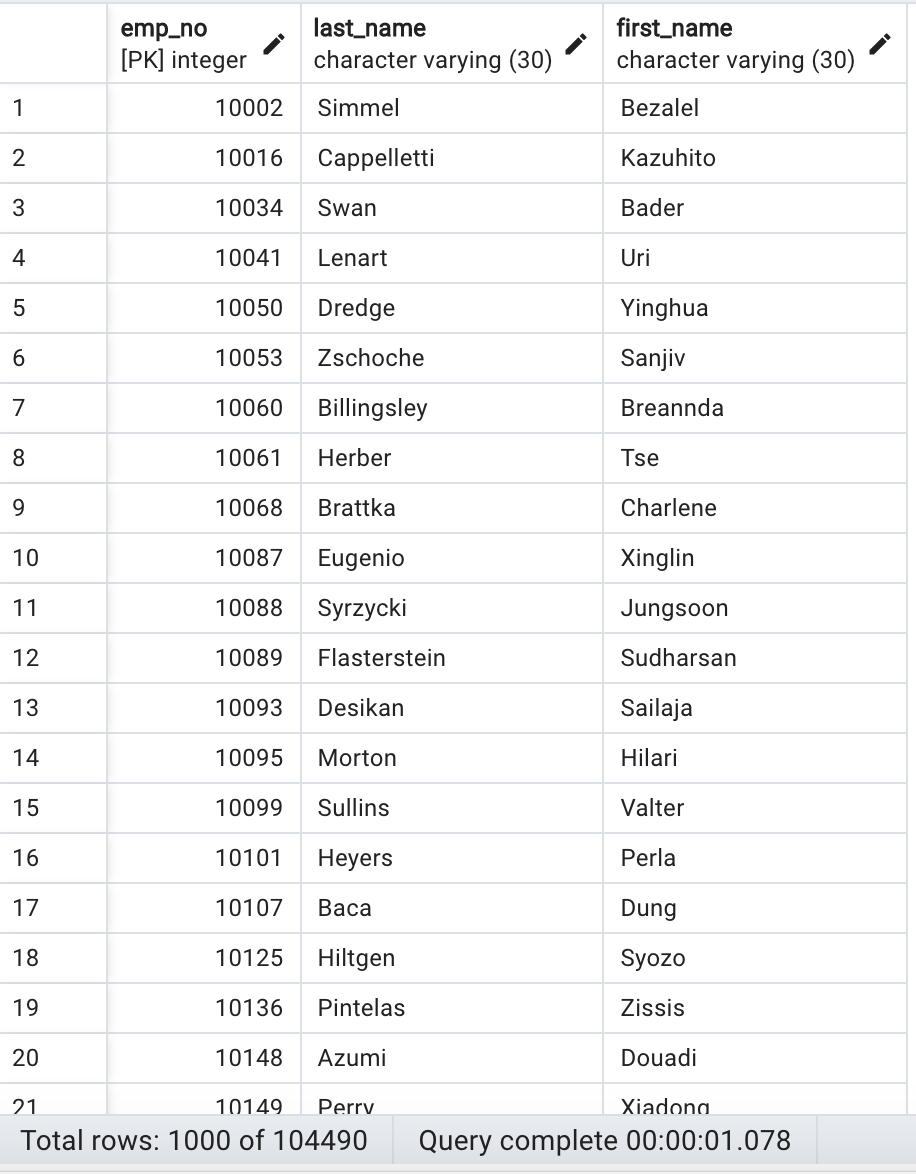 emp_no last_name first_name
[PK] integer character varying (30) character varying (30)
1 10002 Simmel Bezalel
2 10016 Cappelletti Kazuhito
3 10034 Swan Bader
4 10041 Lenart Uri
5 10050 Dredge Yinghua
6 10053 Zschoche Sanjiv
7 10060 Billingsley Breannda
8 10061 Herber Tse
9 10068 Brattka Charlene
10 10087 Eugenio Xinglin
11 10088 Syrzycki Jungsoon
12 10089 Flasterstein Sudharsan
13 10093 Desikan Sailaja
14 10095 Morton Hilari
15 10099 Sullins Valter
16 10101 Heyers Perla
17 10107 Baca Dung
18 10125 Hiltgen Syozo
19 10136 Pintelas Zissis
20 10148 Azumi Douadi
21 10149 Perry Xiadong
Total rows: 1000 of 104490 Query complete 00:00:01.078